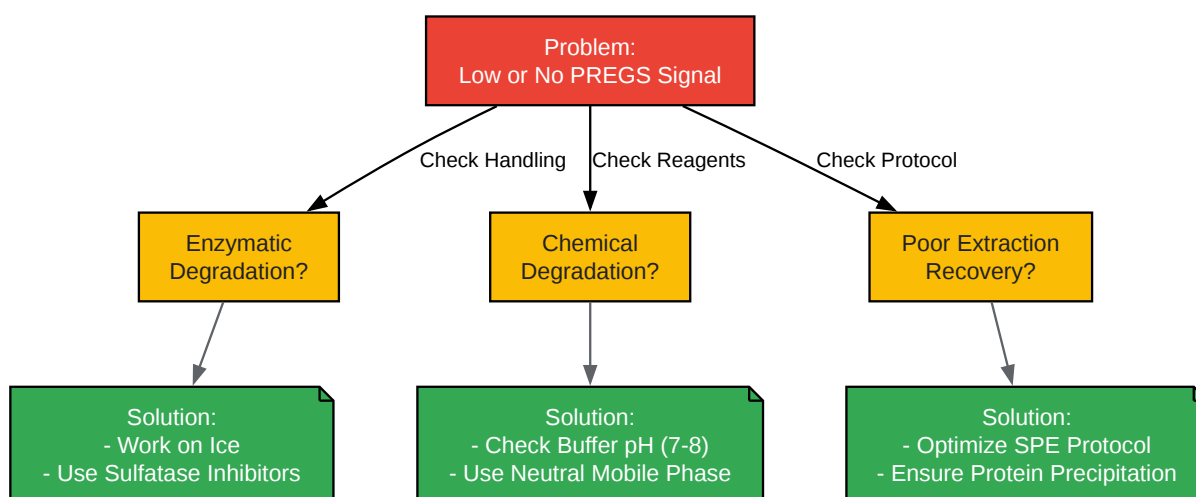 Problem:
Low or No PREGS Signal
Check Handling
Check Reagents
Check Protocol
Enzymatic
Degradation?
Chemical
Degradation?
Poor Extraction
Recovery?
Solution:
- Work on Ice
- Use Sulfatase Inhibitors
Solution:
- Check Buffer pH (7-8)
- Use Neutral Mobile Phase
Solution:
- Optimize SPE Protocol
- Ensure Protein Precipitation